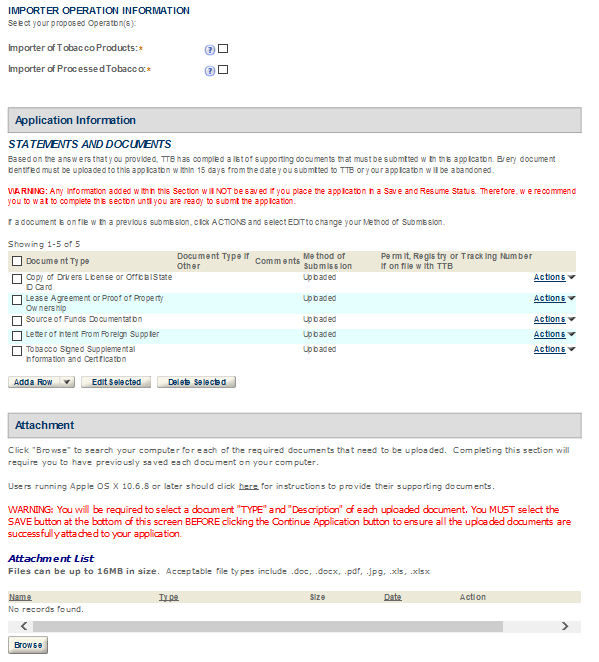 IMPORTER OPERATION INFORMATION
Select your proposed Operation(s):
Importer of Tobacco Products:* ?
Importer of Processed Tobacco:* ?
Application Information
STATEMENTS AND DOCUMENTS
Based on the answers that you provided, TTB has compiled a list of supporting documents that must be submitted with this application. Every document
identified must be uploaded to this application within 15 days from the date you submitted to TTB or your application will be abandoned.
WARNING: Any information added within this Section will NOT be saved if you place the application in a Save and Resume Status. Therefore, we recommend
you to wait to complete this section until you are ready to submit the application.
If a document is on file with a previous submission, click ACTIONS and select EDIT to change your Method of Submission.
Showing 1-5 of 5
Document Type Document Type If Other Comments Method of Submission Permit, Registry or Tracking Number if on file with TTB
Copy of Drivers License or Official State ID Card Uploaded Actions
Lease Agreement or Proof of Property Ownership Uploaded Actions
Source of Funds Documentation Uploaded Actions
Letter of Intent From Foreign Supplier Uploaded Actions
Tobacco Signed Supplemental Information and Certification Uploaded Actions
Add a Row Edit Selected Delete Selected
Attachment
Click "Browse" to search your computer for each of the required documents that need to be uploaded. Completing this section will
require you to have previously saved each document on your computer.
Users running Apple OS X 10.6.8 or later should click here for instructions to provide their supporting documents.
WARNING: You will be required to select a document "TYPE" and "Description" of each uploaded document. You MUST select the
SAVE button at the bottom of this screen BEFORE clicking the Continue Application button to ensure all the uploaded documents are
successfully attached to your application.
Attachment List
Files can be up to 16MB in size. Acceptable file types include .doc, .docx, .pdf, .jpg, .xls, .xlsx
Name Type Size Date Action
No records found.
Browse